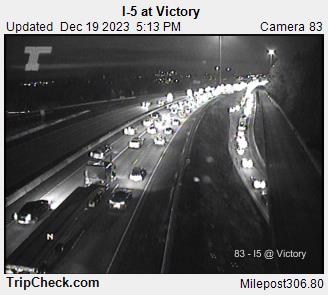 I-5 at Victory
Updated Dec 19 2023 5:13 PM Camera 83
T
N
83 - I5 @ Victory
TripCheck.com Milepost306.80